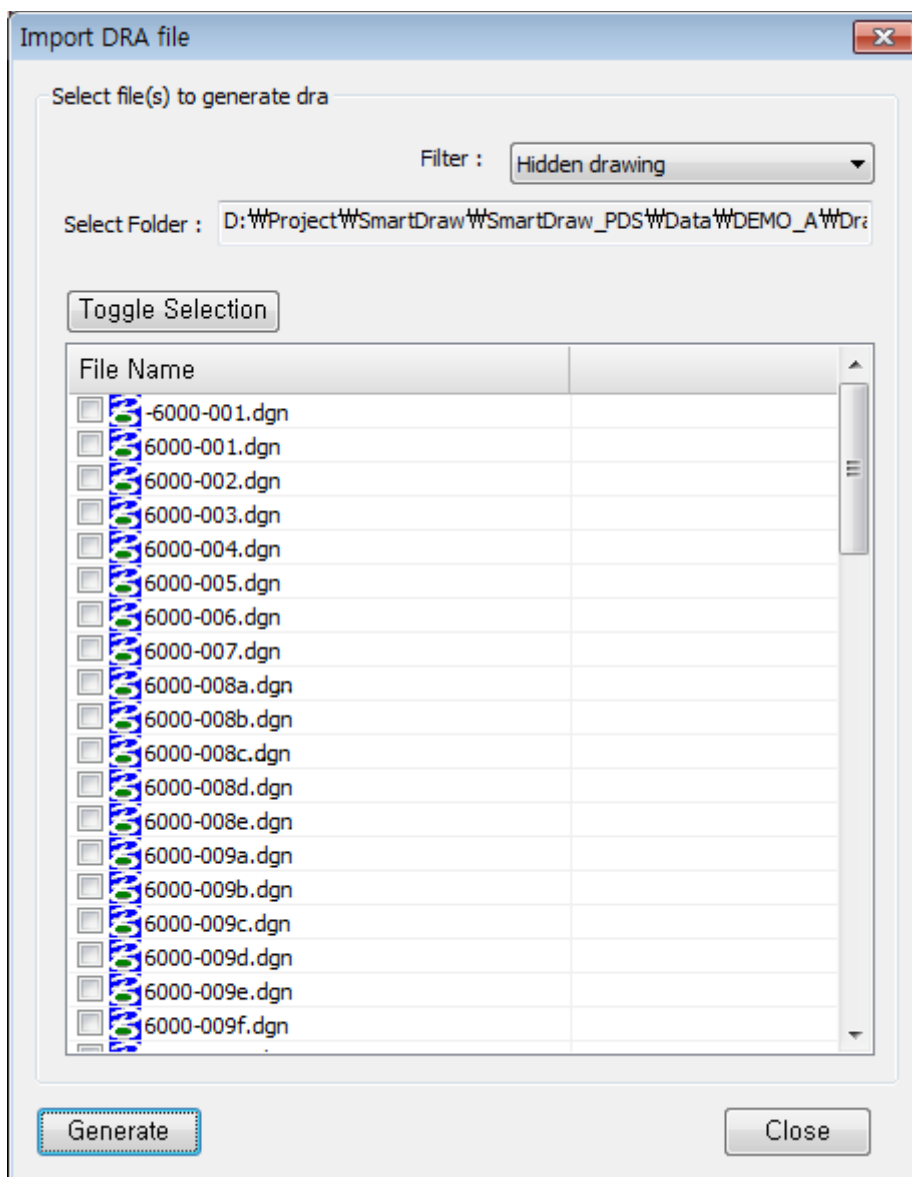 Import DRA file
Select file(s) to generate dra
Filter : Hidden drawing
Select Folder : D:₩Project₩SmartDraw₩SmartDraw_PDS₩Data₩DEMO_A₩Dra
Toggle Selection
File Name
-6000-001.dgn
6000-001.dgn
6000-002.dgn
6000-003.dgn
6000-004.dgn
6000-005.dgn
6000-006.dgn
6000-007.dgn
6000-008a.dgn
6000-008b.dgn
6000-008c.dgn
6000-008d.dgn
6000-008e.dgn
6000-009a.dgn
6000-009b.dgn
6000-009c.dgn
6000-009d.dgn
6000-009e.dgn
6000-009f.dgn
Generate Close